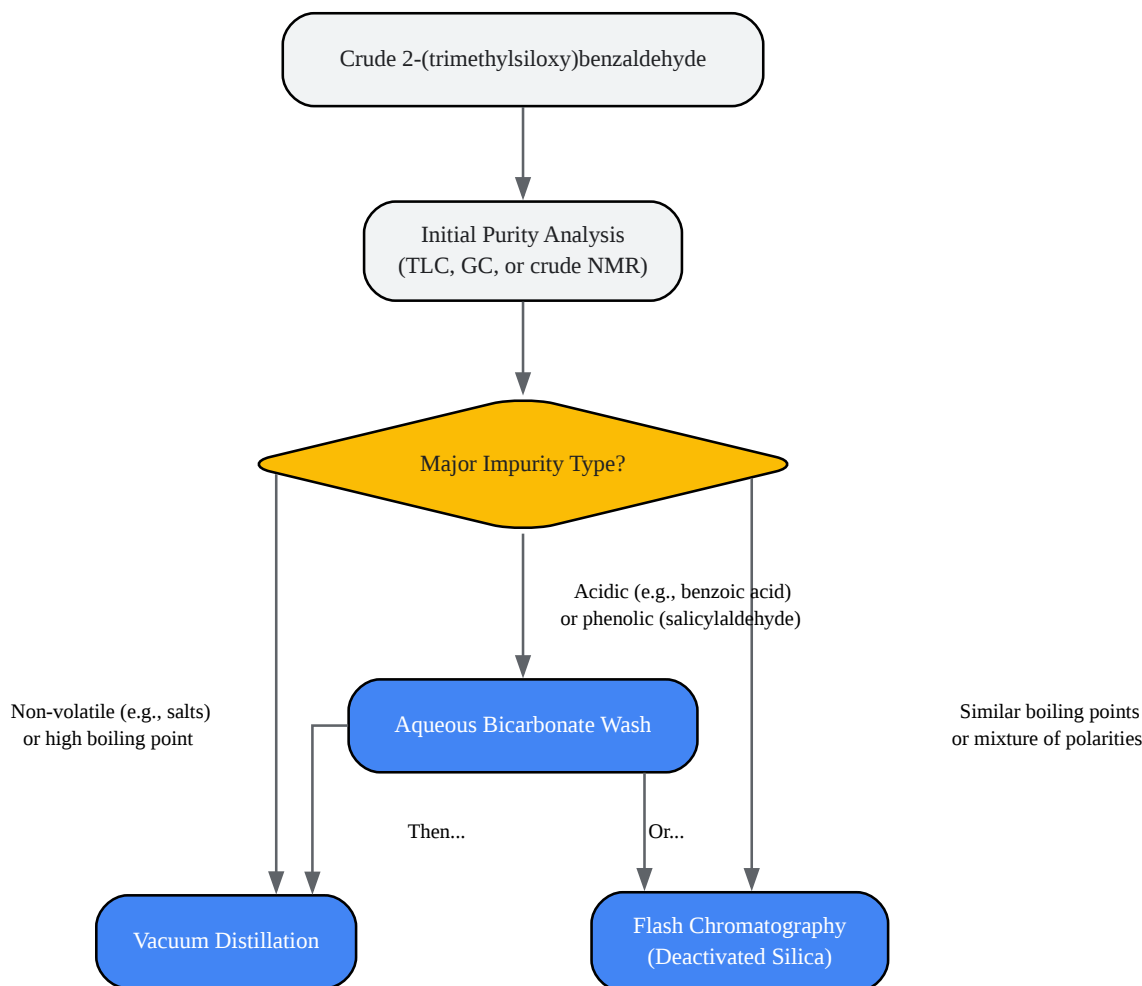 Crude 2-(trimethylsiloxy)benzaldehyde
Initial Purity Analysis
(TLC, GC, or crude NMR)
Major Impurity Type?
Acidic (e.g., benzoic acid)
or phenolic (salicylaldehyde)
Non-volatile (e.g., salts)
or high boiling point
Aqueous Bicarbonate Wash
Similar boiling points
or mixture of polarities
Then...
Or...
Vacuum Distillation
Flash Chromatography
(Deactivated Silica)